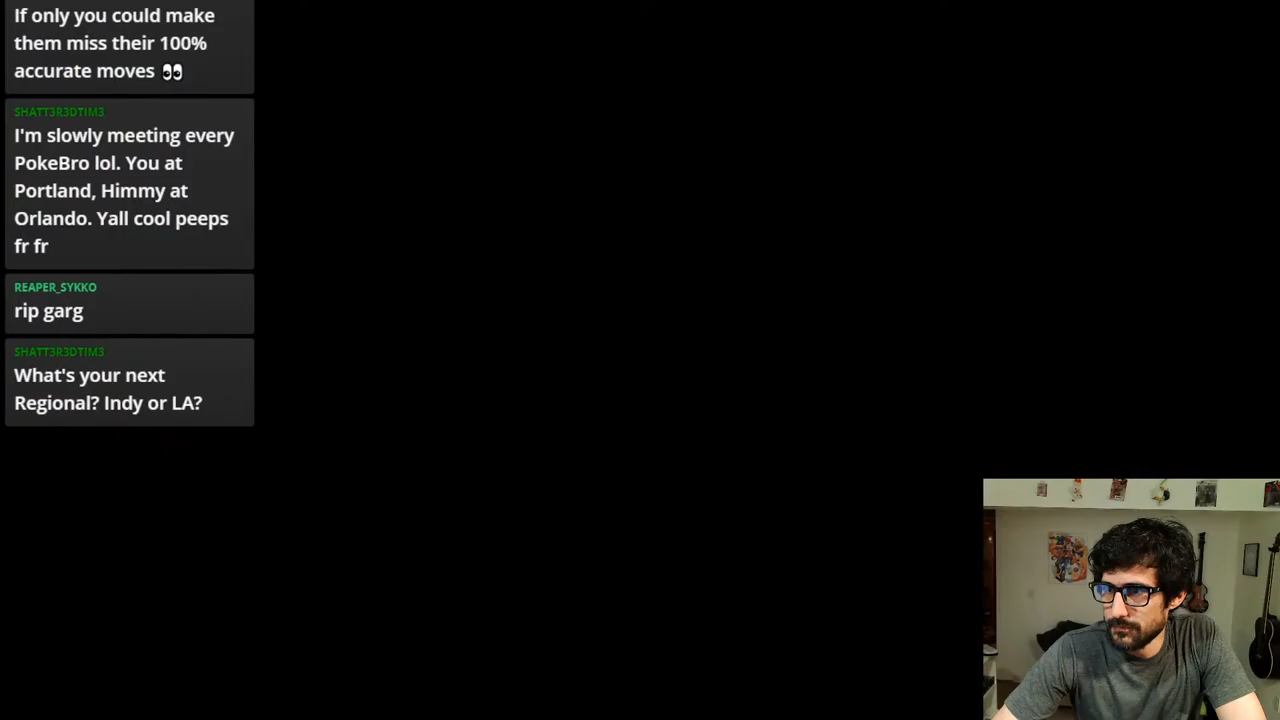 If only you could make
them miss their 100%
accurate moves 👀
SHATT3R3DTIM3
I'm slowly meeting every
PokeBro lol. You at
Portland, Himmy at
Orlando. Yall cool peeps
fr fr
REAPER_SYKKO
rip garg
SHATT3R3DTIM3
What's your next
Regional? Indy or LA?